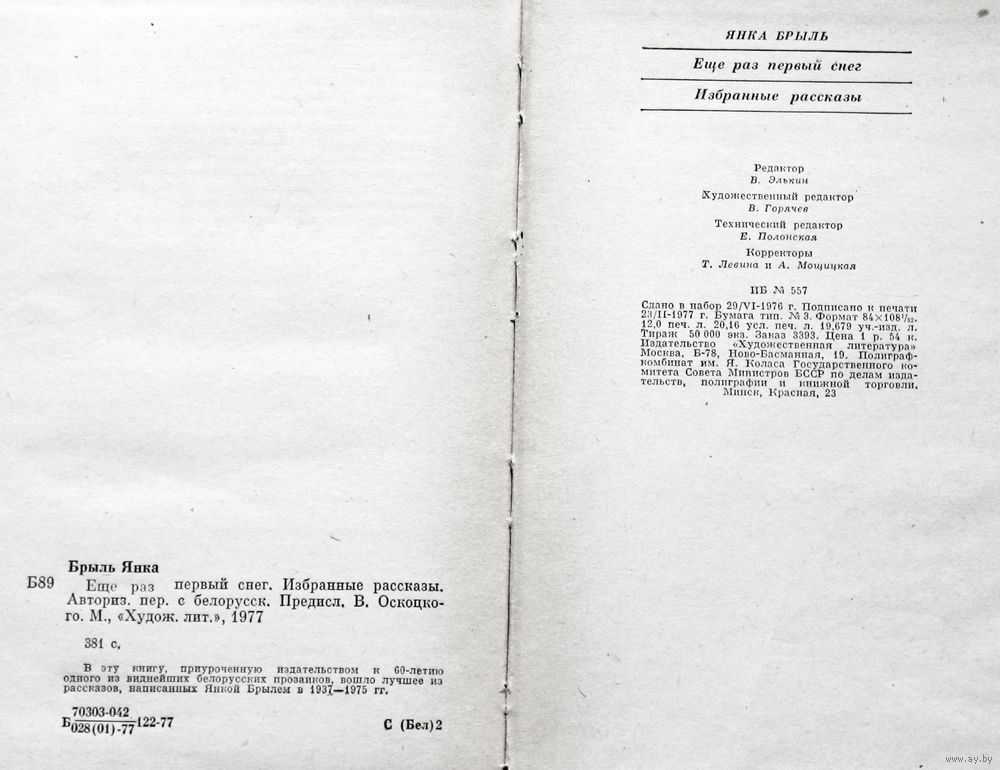 Брыль Янка
Б89 Еще раз первый снег. Избранные рассказы.
Авториз. пер. с белорусск. Предисл. В. Оскоцко-
го. М., «Худож. лит.», 1977
381 с.
В эту книгу, приуроченную издательством к 60-летию
одного из виднейших белорусских прозаиков, вошло лучшее из
рассказов, написанных Янкой Брылем в 1937—1975 гг.
70303-042
Б 122-77
028(01)-77
С (Бел)2
ЯНКА БРЫЛЬ
Еще раз первый снег
Избранные рассказы
Редактор
В. Элькин
Художественный редактор
В. Горячев
Технический редактор
Е. Полонская
Корректоры
Т. Левина и А. Мощицкая
ИБ № 557
Сдано в набор 29/VI-1976 г. Подписано к печати
23/II-1977 г. Бумага тип. № 3. Формат 84×108¹/₃₂.
12,0 печ. л. 20,16 усл. печ. л. 19,679 уч.-изд. л.
Тираж 50 000 экз. Заказ 3393. Цена 1 р. 54 к.
Издательство «Художественная литература»
Москва, Б-78, Ново-Басманная, 19. Полиграф-
комбинат им. Я. Коласа Государственного ко-
митета Совета Министров БССР по делам изда-
тельств, полиграфии и книжной торговли.
Минск, Красная, 23
www.ay.by